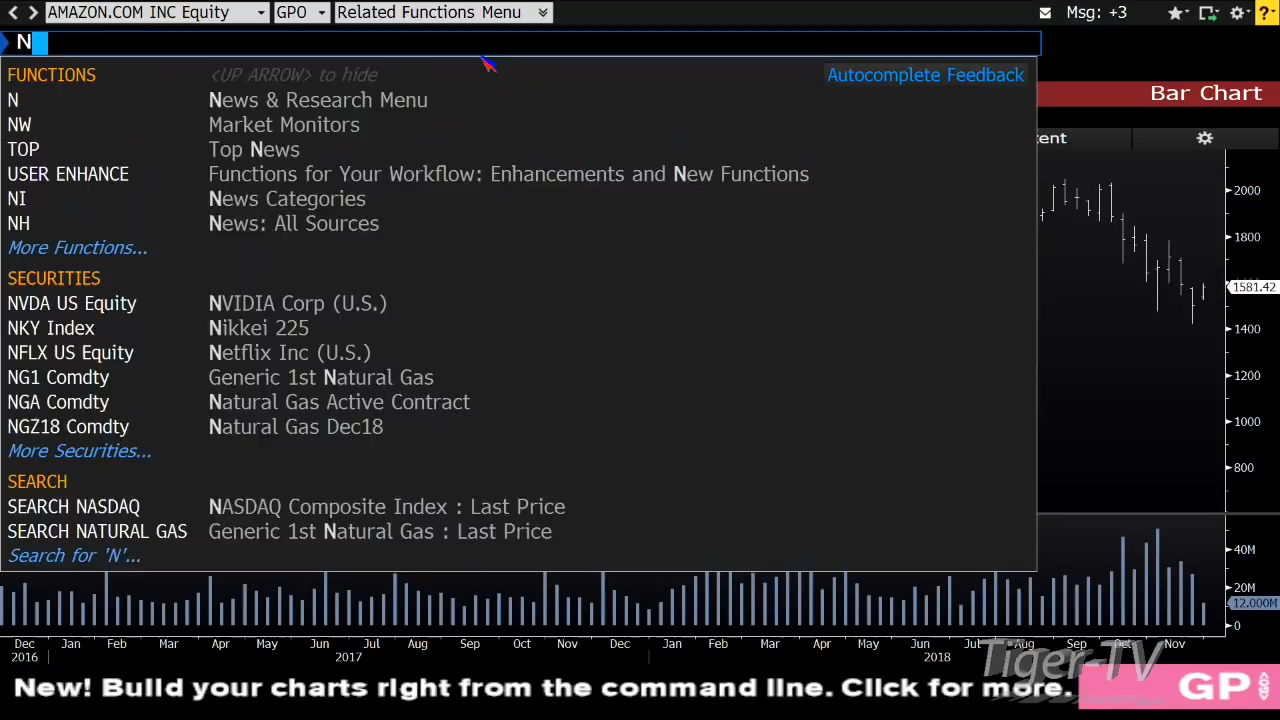 AMAZON.COM INC Equity GPO Related Functions Menu Msg: +3 ?
N
FUNCTIONS <UP ARROW> to hide Autocomplete Feedback
N News & Research Menu
Bar Chart
NW Market Monitors
TOP Top News
USER ENHANCE Functions for Your Workflow: Enhancements and New Functions
NI News Categories
NH News: All Sources
More Functions...
SECURITIES
NVDA US Equity NVIDIA Corp (U.S.)
NKY Index Nikkei 225
NFLX US Equity Netflix Inc (U.S.)
NG1 Comdty Generic 1st Natural Gas
NGA Comdty Natural Gas Active Contract
NGZ18 Comdty Natural Gas Dec18
More Securities...
SEARCH
SEARCH NASDAQ NASDAQ Composite Index : Last Price
SEARCH NATURAL GAS Generic 1st Natural Gas : Last Price
Search for 'N'...
2000
1800
1581.42
1400
1200
1000
800
40M
20M
12.000M
0
Dec Jan Feb Mar Apr May Jun Jul Aug Sep Oct Nov Dec Jan Feb Mar Apr May Jun Jul Aug Sep Oct Nov
2016 2017 2018
Tiger-TV
New! Build your charts right from the command line. Click for more.
GP